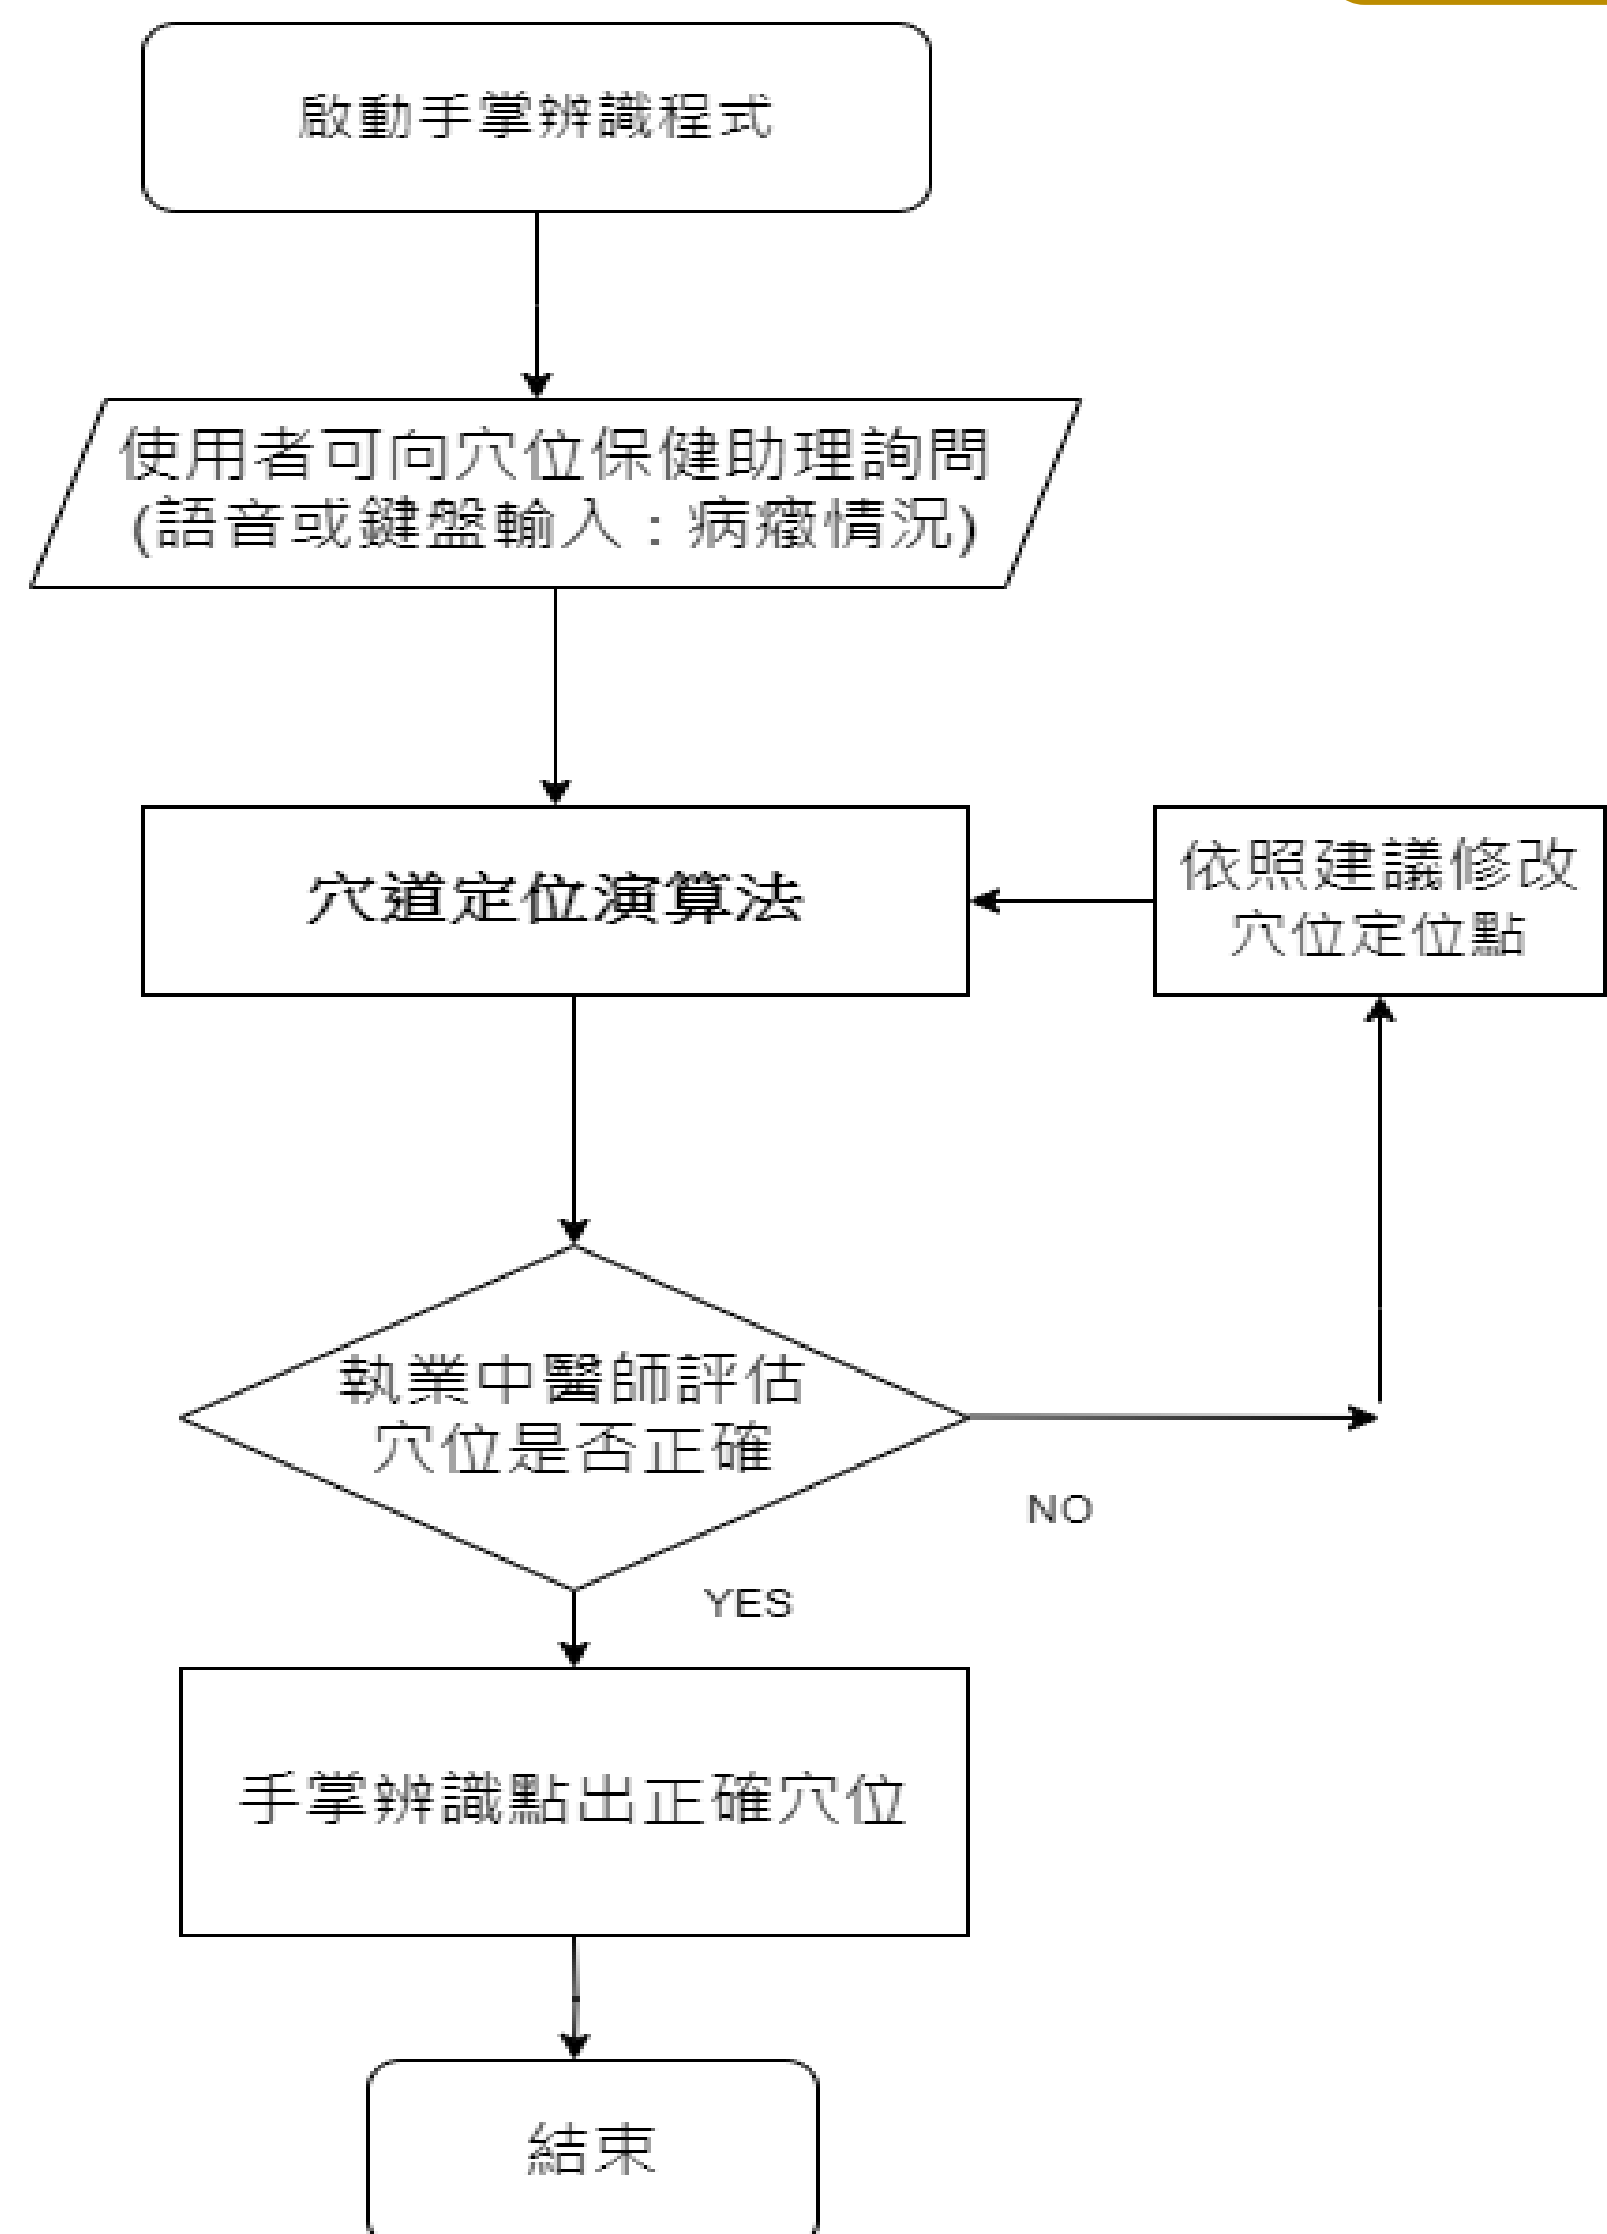 啟動手掌辨識程式
使用者可向穴位保健助理詢問
(語音或鍵盤輸入：病癥情況)
穴道定位演算法
依照建議修改
穴位定位點
執業中醫師評估
穴位是否正確
NO
YES
手掌辨識點出正確穴位
結束